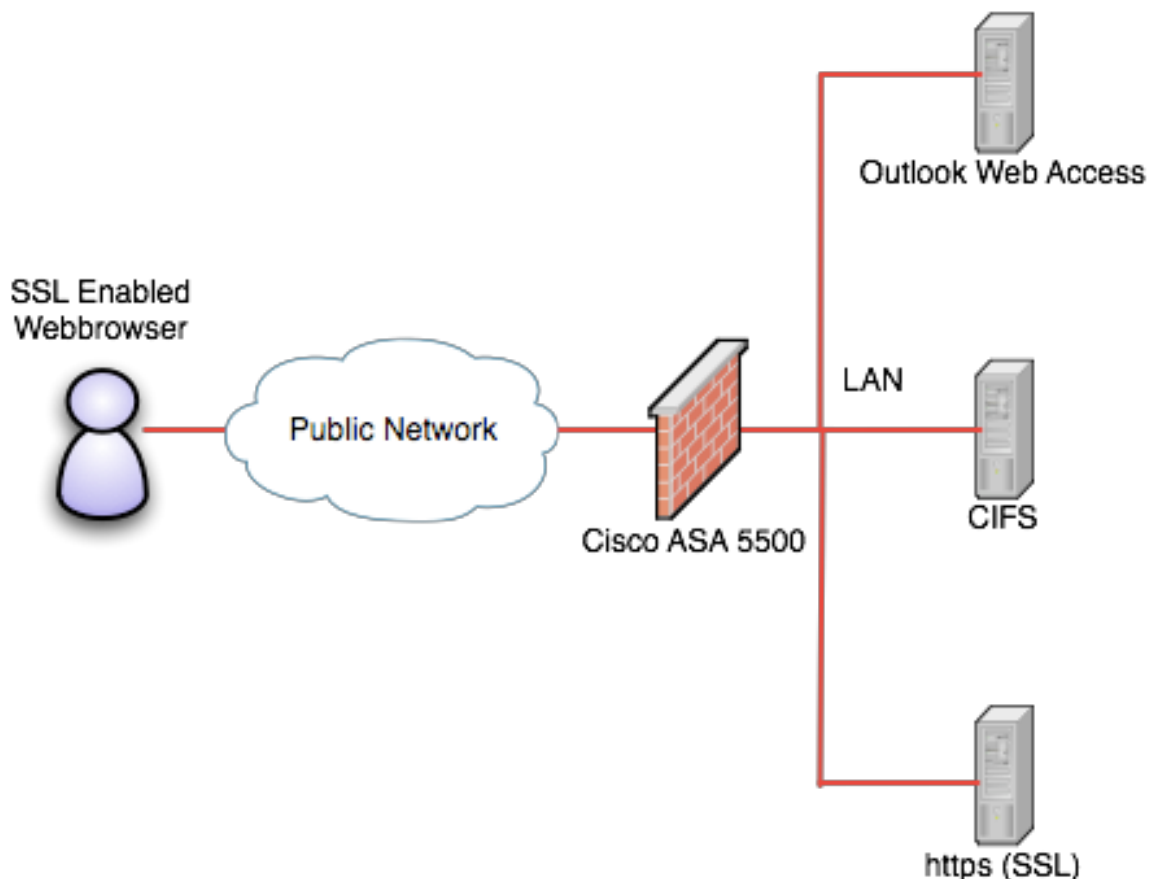 Outlook Web Access
SSL Enabled
Webbrowser
LAN
Public Network
CIFS
Cisco ASA 5500
https (SSL)